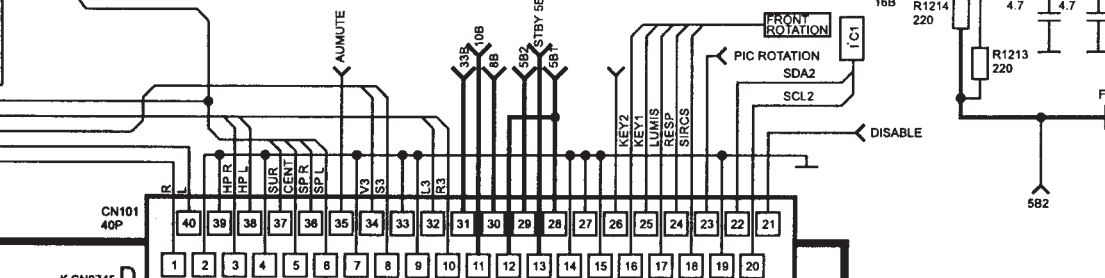 16B
R1214
220
4.7
4.7
FRONT
ROTATION
IC1
R1213
220
PIC ROTATION
SDA2
SCL2
DISABLE
AUMUTE
33B
10B
8B
5B2
STBY 5B
5B1
KEY2
KEY1
LUMIS
RESP
SIRCS
R
L
HP R
HP L
SUR
CENT
SP R
SP L
V3
S3
L3
R3
5B2
CN101
40P
40 39 38 37 36 35 34 33 32 31 30 29 28 27 26 25 24 23 22 21
1 2 3 4 5 6 7 8 9 10 11 12 13 14 15 16 17 18 19 20
D